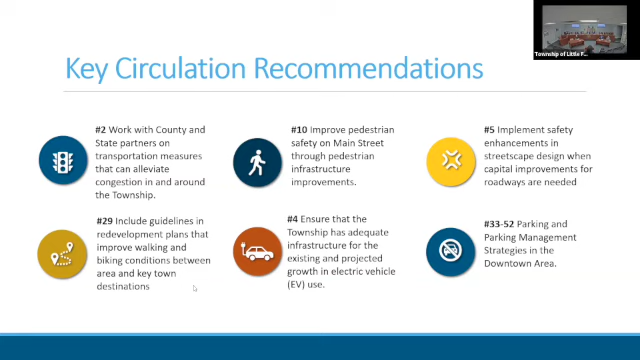 Township of Little F...
Key Circulation Recommendations
#2 Work with County and
State partners on
transportation measures
that can alleviate
congestion in and around
the Township.
#10 Improve pedestrian
safety on Main Street
through pedestrian
infrastructure
improvements.
#5 Implement safety
enhancements in
streetscape design when
capital improvements for
roadways are needed
#29 Include guidelines in
redevelopment plans that
improve walking and
biking conditions between
area and key town
destinations
#4 Ensure that the
Township has adequate
infrastructure for the
existing and projected
growth in electric vehicle
(EV) use.
#33-52 Parking and
Parking Management
Strategies in the
Downtown Area.